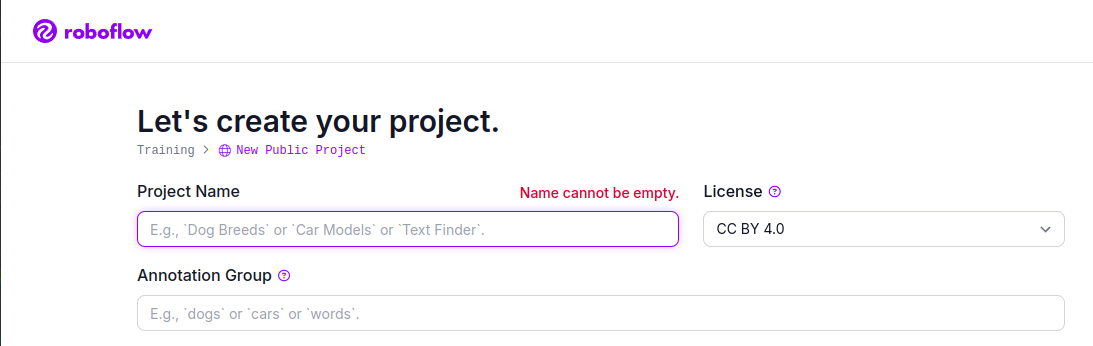 roboflow
Let's create your project.
Training > New Public Project
Project Name
Name cannot be empty.
License
E.g., `Dog Breeds` or `Car Models` or `Text Finder`.
CC BY 4.0
Annotation Group
E.g., `dogs` or `cars` or `words`.